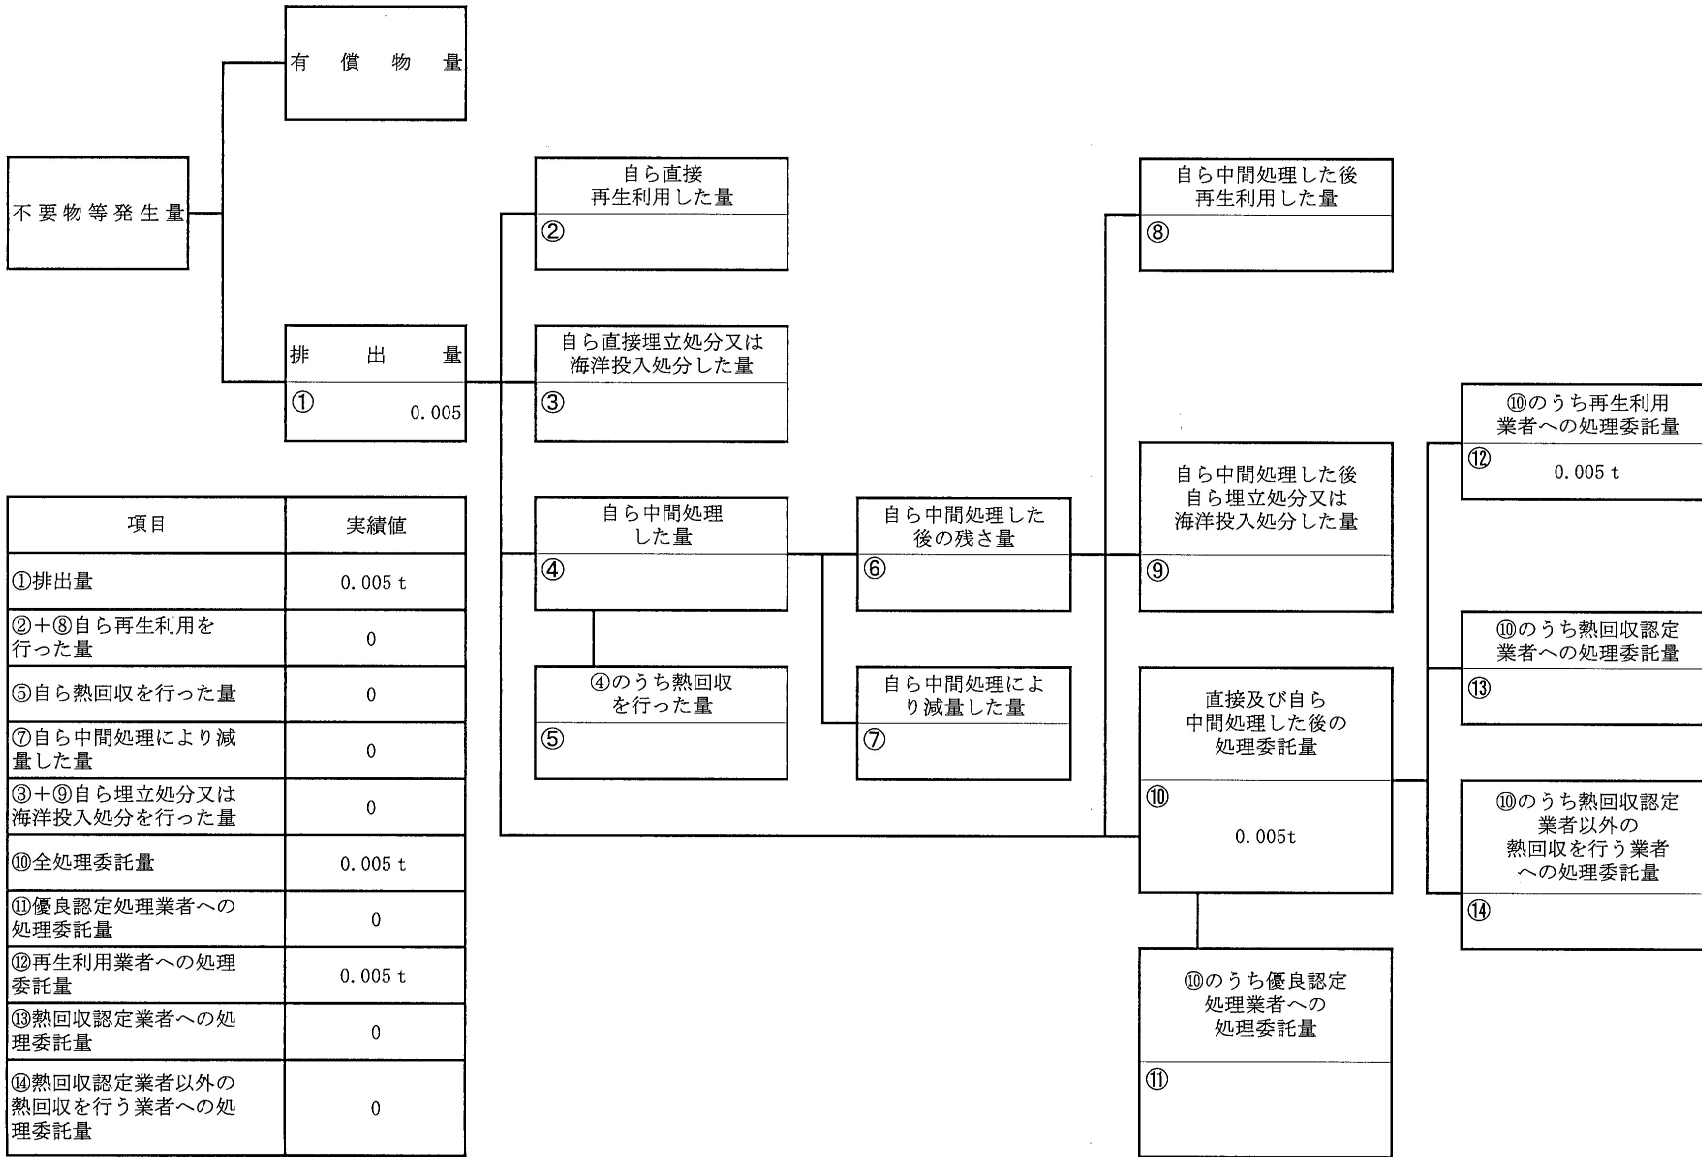 有償物量
不要物等発生量
排出量
①
0.005
自ら直接
再生利用した量
②
自ら直接埋立処分又は
海洋投入処分した量
③
自ら中間処理
した量
④
④のうち熱回収
を行った量
⑤
自ら中間処理した
後の残さ量
⑥
自ら中間処理によ
り減量した量
⑦
自ら中間処理した後
再生利用した量
⑧
自ら中間処理した後
自ら埋立処分又は
海洋投入処分した量
⑨
直接及び自ら
中間処理した後の
処理委託量
⑩
0.005t
⑩のうち優良認定
処理業者への
処理委託量
⑪
⑩のうち再生利用
業者への処理委託量
⑫
0.005 t
⑩のうち熱回収認定
業者への処理委託量
⑬
⑩のうち熱回収認定
業者以外の
熱回収を行う業者
への処理委託量
⑭
項目 実績値
①排出量 0.005 t
②+⑧自ら再生利用を
行った量 0
⑤自ら熱回収を行った量 0
⑦自ら中間処理により減
量した量 0
③+⑨自ら埋立処分又は
海洋投入処分を行った量 0
⑩全処理委託量 0.005 t
⑪優良認定処理業者への
処理委託量 0
⑫再生利用業者への処理
委託量 0.005 t
⑬熱回収認定業者への処
理委託量 0
⑭熱回収認定業者以外の
熱回収を行う業者への処
理委託量 0